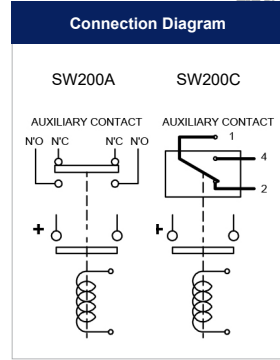 Connection Diagram
SW200A SW200C
AUXILIARY CONTACT AUXILIARY CONTACT
N'O N'C N'C N'O 1
4
2
+ +